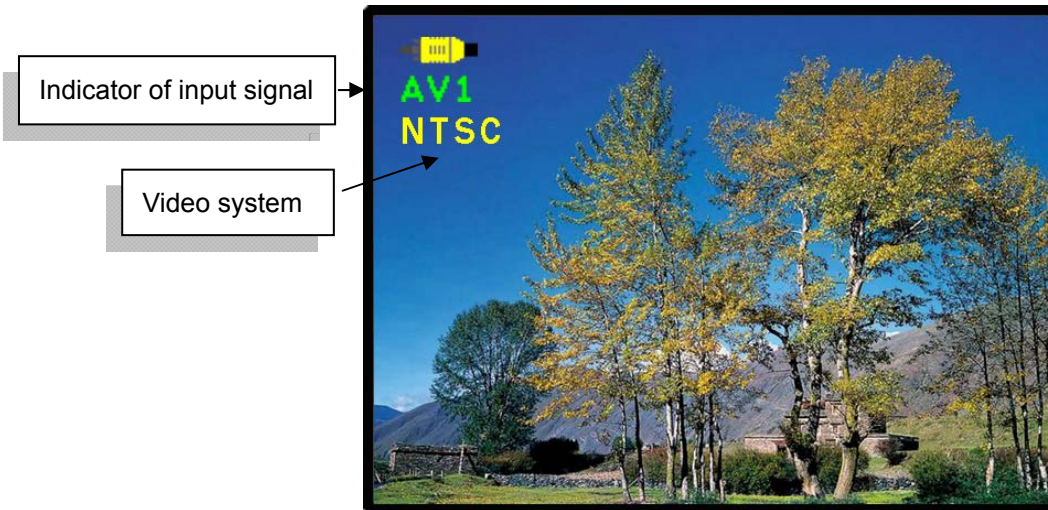 Indicator of input signal
AV1
NTSC
Video system